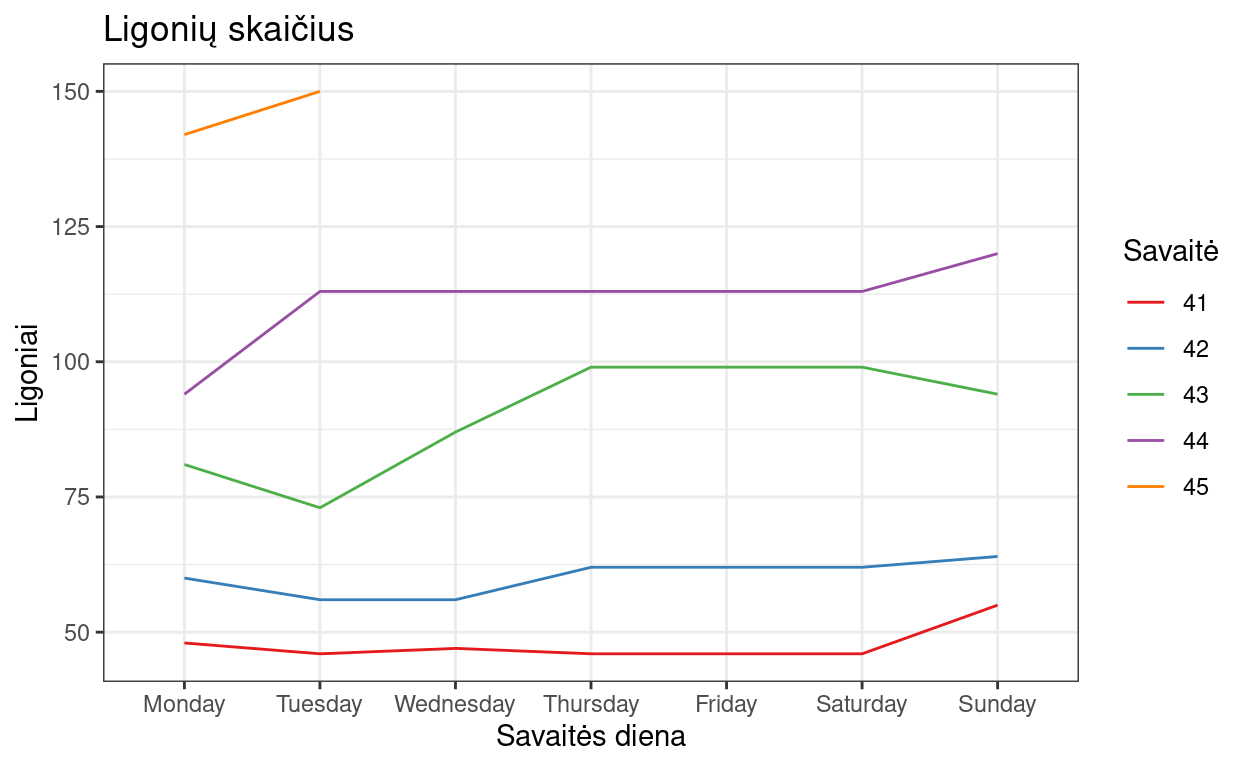 Ligonių skaičius
150
125
100
75
50
Ligoniai
Monday Tuesday Wednesday Thursday Friday Saturday Sunday
Savaitės diena
Savaitė
41
42
43
44
45